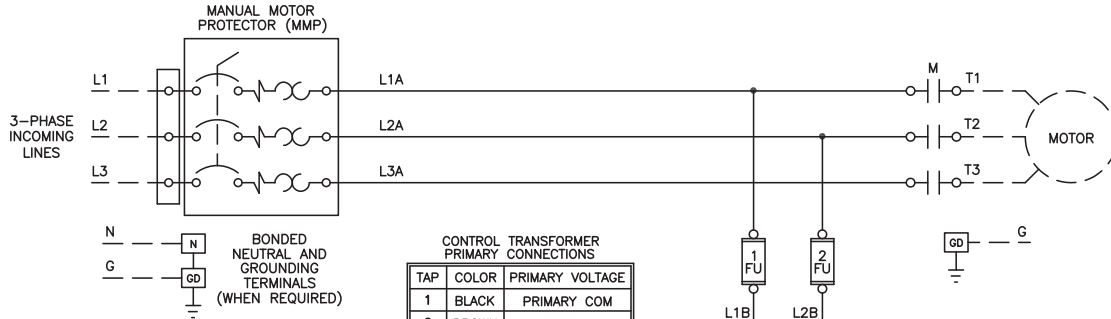 MANUAL MOTOR
PROTECTOR (MMP)
3-PHASE
INCOMING
LINES
L1
L2
L3
L1A
L2A
L3A
M
T1
T2
T3
MOTOR
N
G
N
GD
BONDED
NEUTRAL AND
GROUNDING
TERMINALS
(WHEN REQUIRED)
CONTROL TRANSFORMER
PRIMARY CONNECTIONS
TAP COLOR PRIMARY VOLTAGE
1 BLACK PRIMARY COM
1
FU
2
FU
L1B
L2B
GD
G